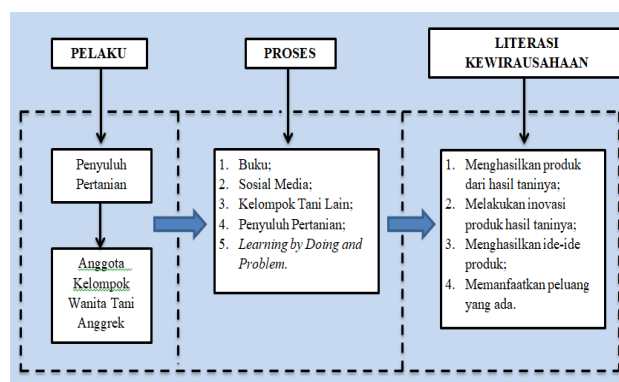 PELAKU
Penyuluh
Pertanian
Anggota
Kelompok
Wanita Tani
Anggrek
PROSES
1. Buku;
2. Sosial Media;
3. Kelompok Tani Lain;
4. Penyuluh Pertanian;
5. Learning by Doing and
Problem.
LITERASI
KEWIRAUSAHAAN
1. Menghasilkan produk
dari hasil taninya;
2. Melakukan inovasi
produk hasil taninya;
3. Menghasilkan ide-ide
produk;
4. Memanfaatkan peluang
yang ada.